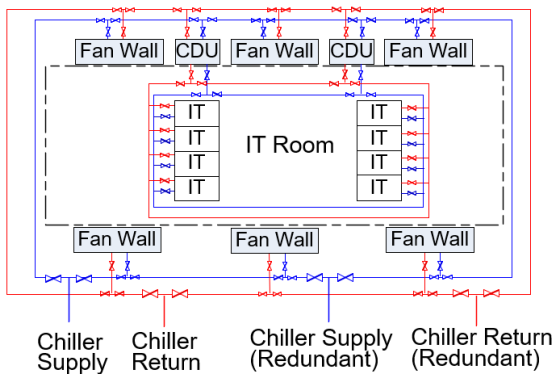 Fan Wall CDU Fan Wall CDU Fan Wall
IT IT
IT IT Room IT
IT IT
IT IT
Fan Wall Fan Wall Fan Wall
Chiller Supply
Chiller Return
Chiller Supply (Redundant)
Chiller Return (Redundant)